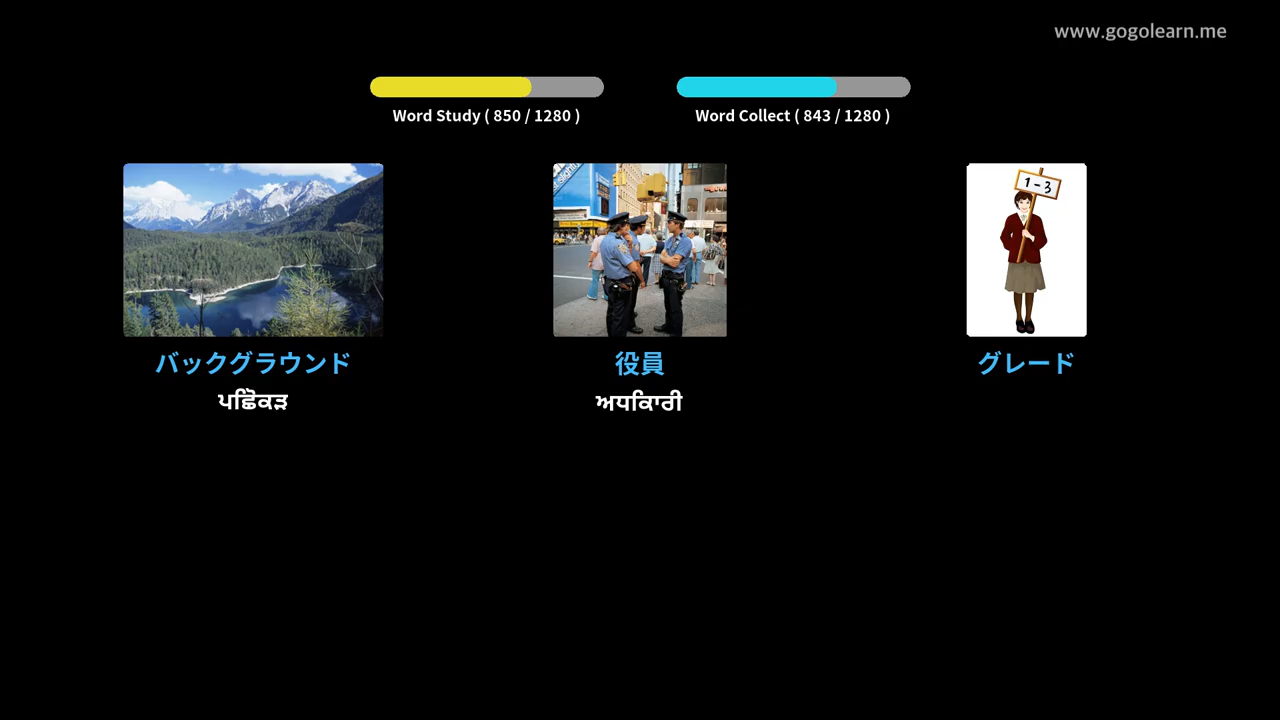 www.gogolearn.me
Word Study ( 850 / 1280 )
Word Collect ( 843 / 1280 )
1-3
バックグラウンド
役員
グレード
ਪਛਿੋਕੜ
ਅਧਕਿਾਰੀ